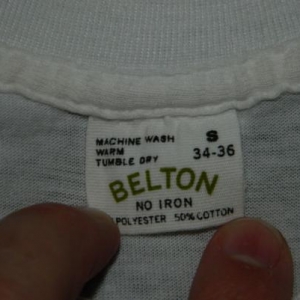 MACHINE WASH
WARM
TUMBLE DRY
S
34-36
BELTON
NO IRON
POLYESTER 50% COTTON